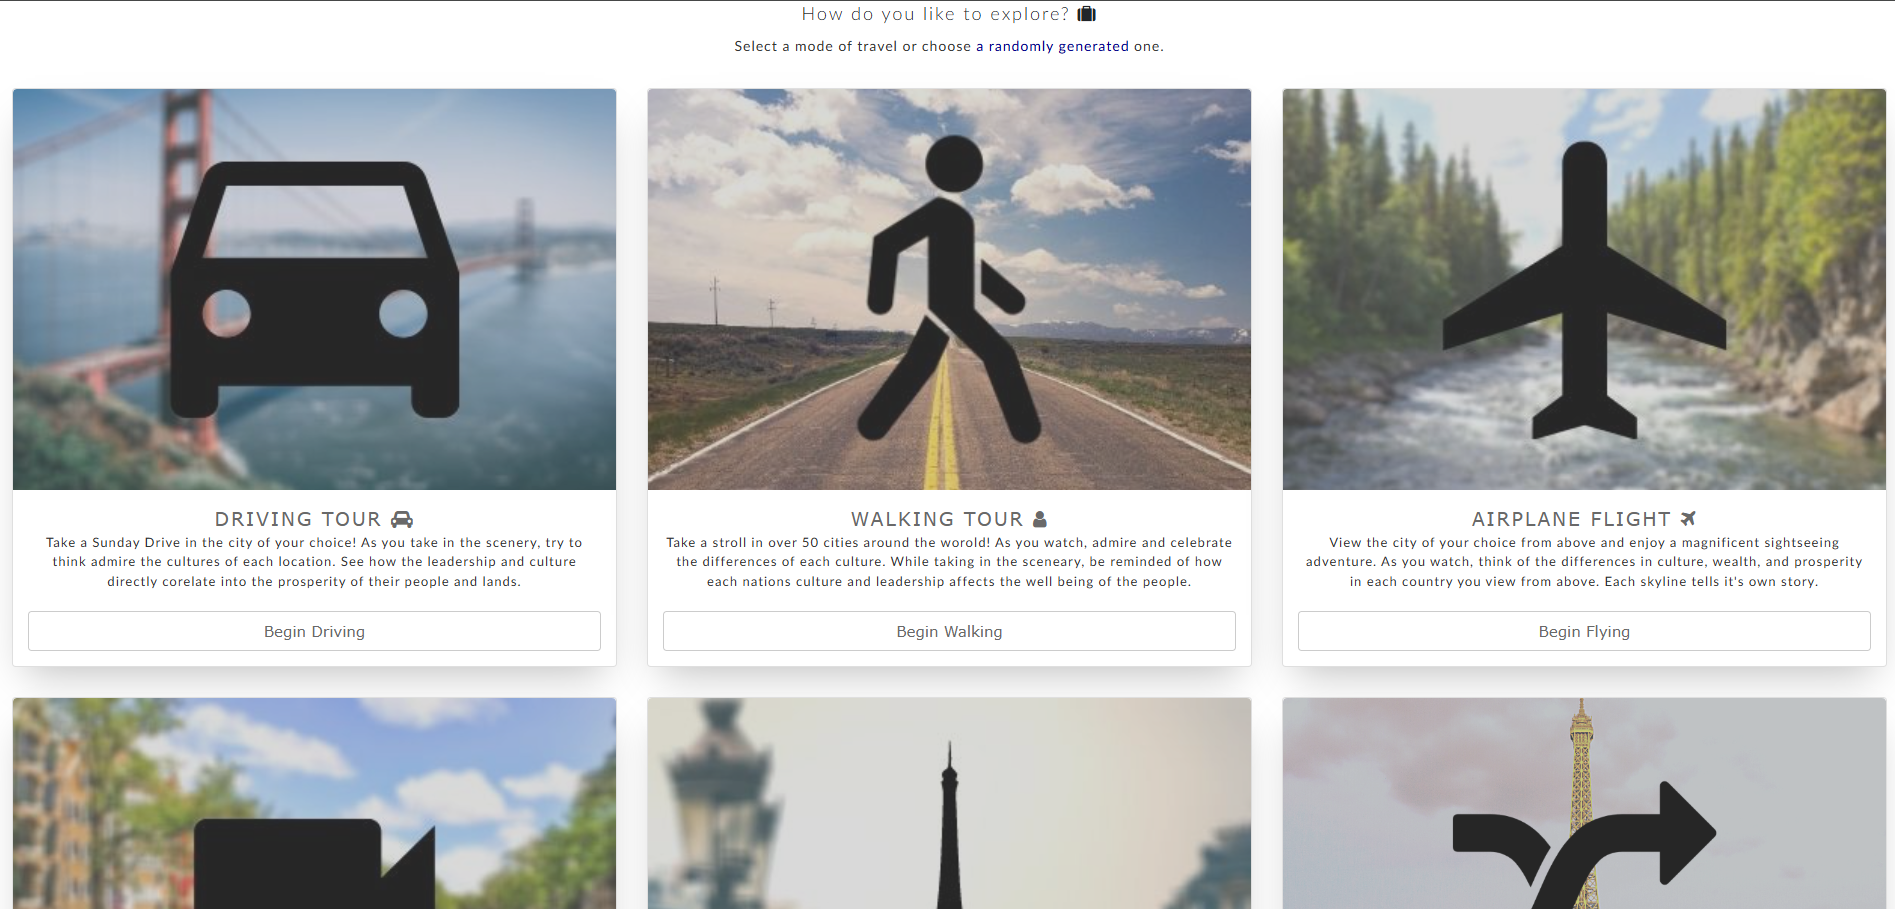 How do you like to explore?
Select a mode of travel or choose a randomly generated one.
DRIVING TOUR
Take a Sunday Drive in the city of your choice! As you take in the scenery, try to
think admire the cultures of each location. See how the leadership and culture
directly corelate into the prosperity of their people and lands.
Begin Driving
WALKING TOUR
Take a stroll in over 50 cities around the worold! As you watch, admire and celebrate
the differences of each culture. While taking in the sceneary, be reminded of how
each nations culture and leadership affects the well being of the people.
Begin Walking
AIRPLANE FLIGHT
View the city of your choice from above and enjoy a magnificent sightseeing
adventure. As you watch, think of the differences in culture, wealth, and prosperity
in each country you view from above. Each skyline tells it's own story.
Begin Flying